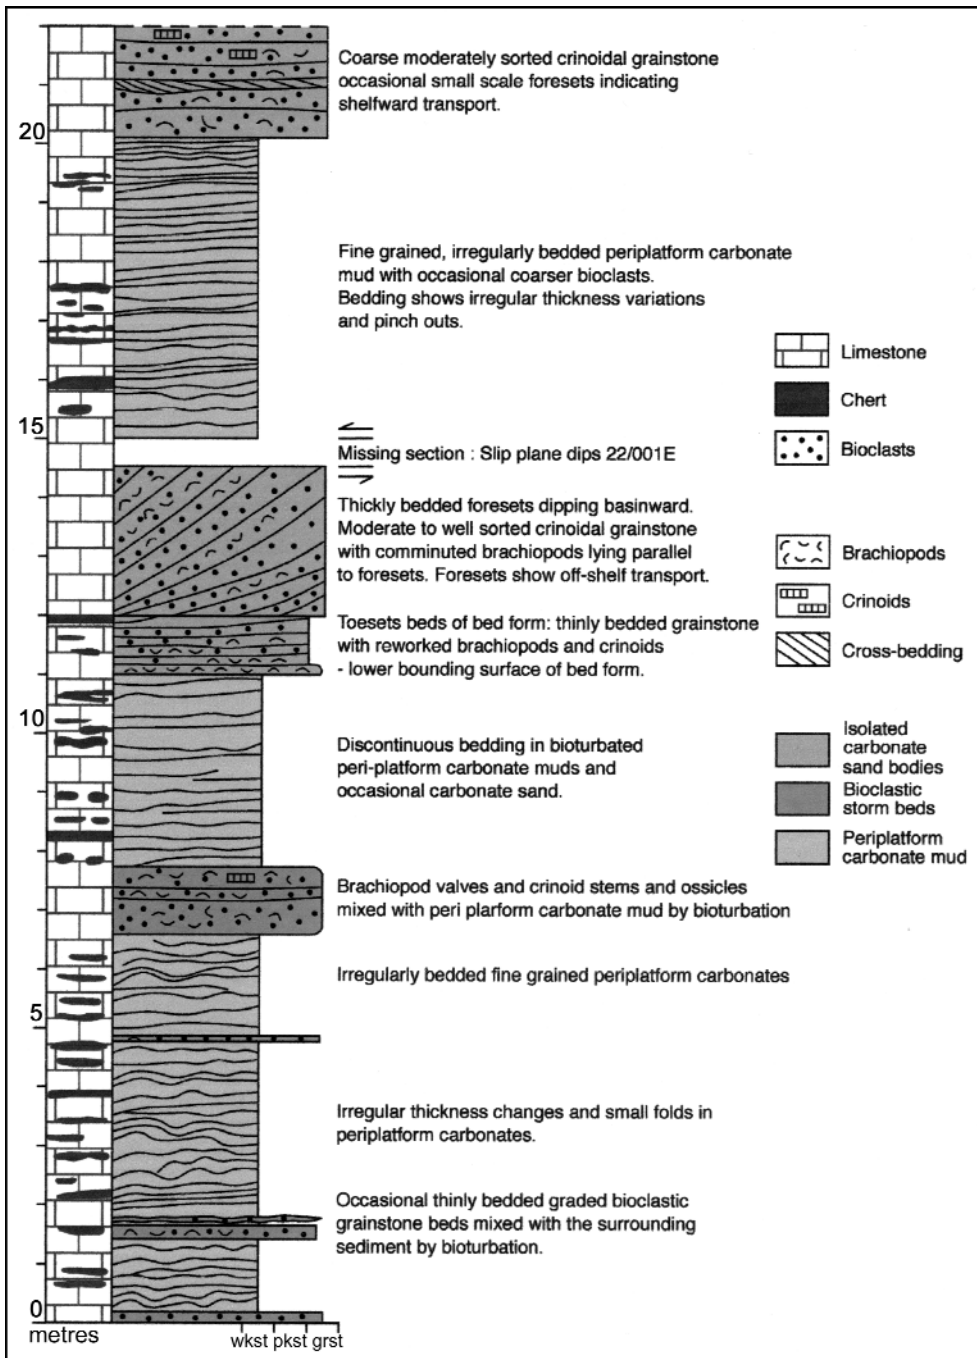 Coarse moderately sorted crinoidal grainstone
occasional small scale foresets indicating
shelfward transport.
20
Fine grained, irregularly bedded periplatform carbonate
mud with occasional coarser bioclasts.
Bedding shows irregular thickness variations
and pinch outs.
Limestone
Chert
Bioclasts
15
Missing section : Slip plane dips 22/001E
Thickly bedded foresets dipping basinward.
Moderate to well sorted crinoidal grainstone
with comminuted brachiopods lying parallel
to foresets. Foresets show off-shelf transport.
Brachiopods
Crinoids
Cross-bedding
Toesets beds of bed form: thinly bedded grainstone
with reworked brachiopods and crinoids
- lower bounding surface of bed form.
10
Discontinuous bedding in bioturbated
peri-platform carbonate muds and
occasional carbonate sand.
Isolated
carbonate
sand bodies
Bioclastic
storm beds
Periplatform
carbonate mud
Brachiopod valves and crinoid stems and ossicles
mixed with peri plarform carbonate mud by bioturbation
Irregularly bedded fine grained periplatform carbonates
5
Irregular thickness changes and small folds in
periplatform carbonates.
Occasional thinly bedded graded bioclastic
grainstone beds mixed with the surrounding
sediment by bioturbation.
0
metres
wkst pkst grst